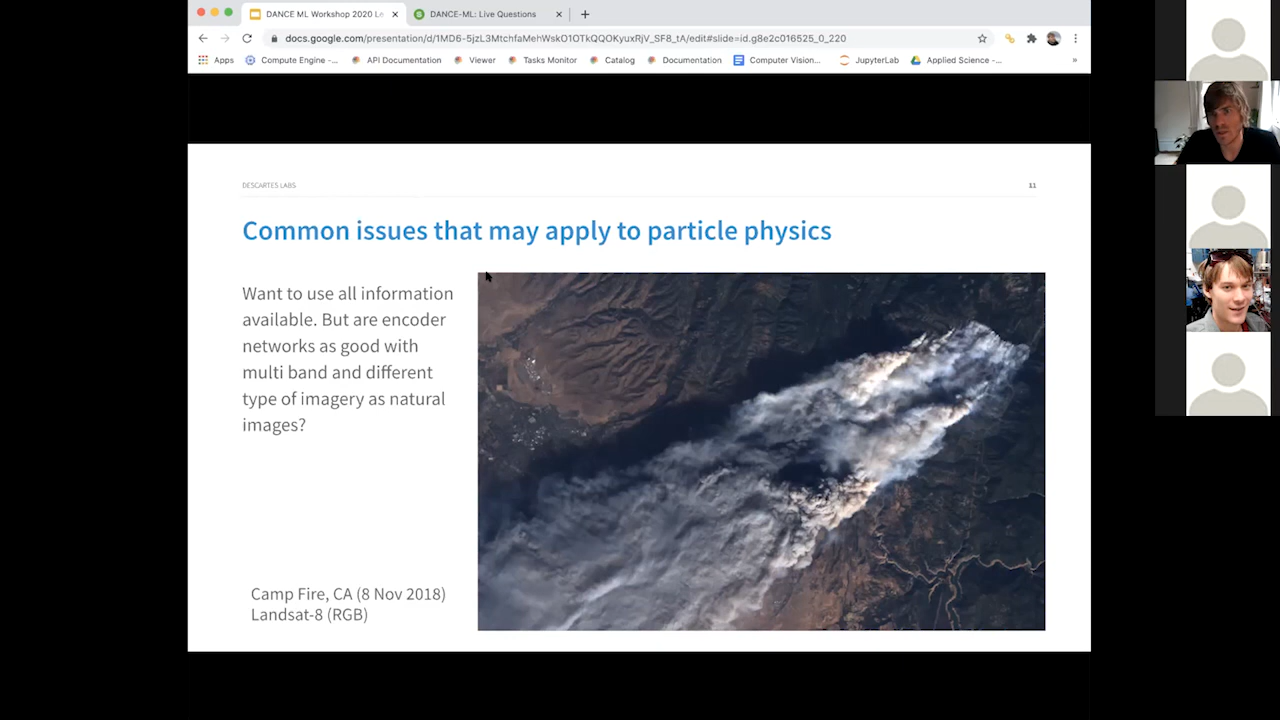 DANCE ML Workshop 2020 Le
DANCE-ML: Live Questions
docs.google.com/presentation/d/1MD6-5jzL3MtchfaMehWskO1OTkQQOKyuxRjV_SF8_tA/edit#slide=id.g8e2c016525_0_220
Apps Compute Engine -... API Documentation Viewer Tasks Monitor Catalog Documentation Computer Vision... JupyterLab Applied Science -... »
DESCARTES LABS 11
Common issues that may apply to particle physics
Want to use all information
available. But are encoder
networks as good with
multi band and different
type of imagery as natural
images?
Camp Fire, CA (8 Nov 2018)
Landsat-8 (RGB)